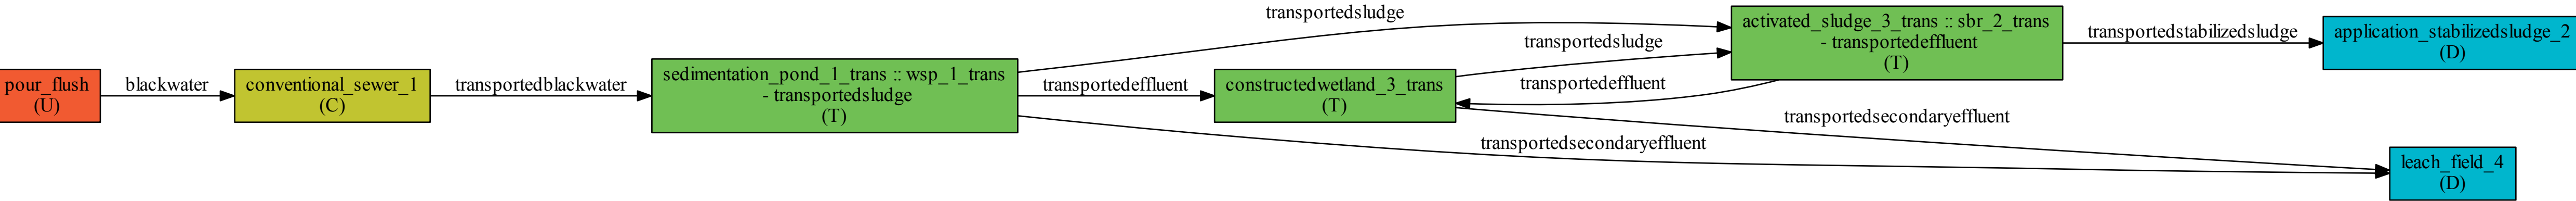 pour_flush
(U)
blackwater
conventional_sewer_1
(C)
transportedblackwater
sedimentation_pond_1_trans :: wsp_1_trans
- transportedsludge
(T)
transportedsludge
transportedeffluent
transportedsecondaryeffluent
constructedwetland_3_trans
(T)
transportedsludge
transportedeffluent
transportedsecondaryeffluent
activated_sludge_3_trans :: sbr_2_trans
- transportedeffluent
(T)
transportedstabilizedsludge
application_stabilizedsludge_2
(D)
leach_field_4
(D)